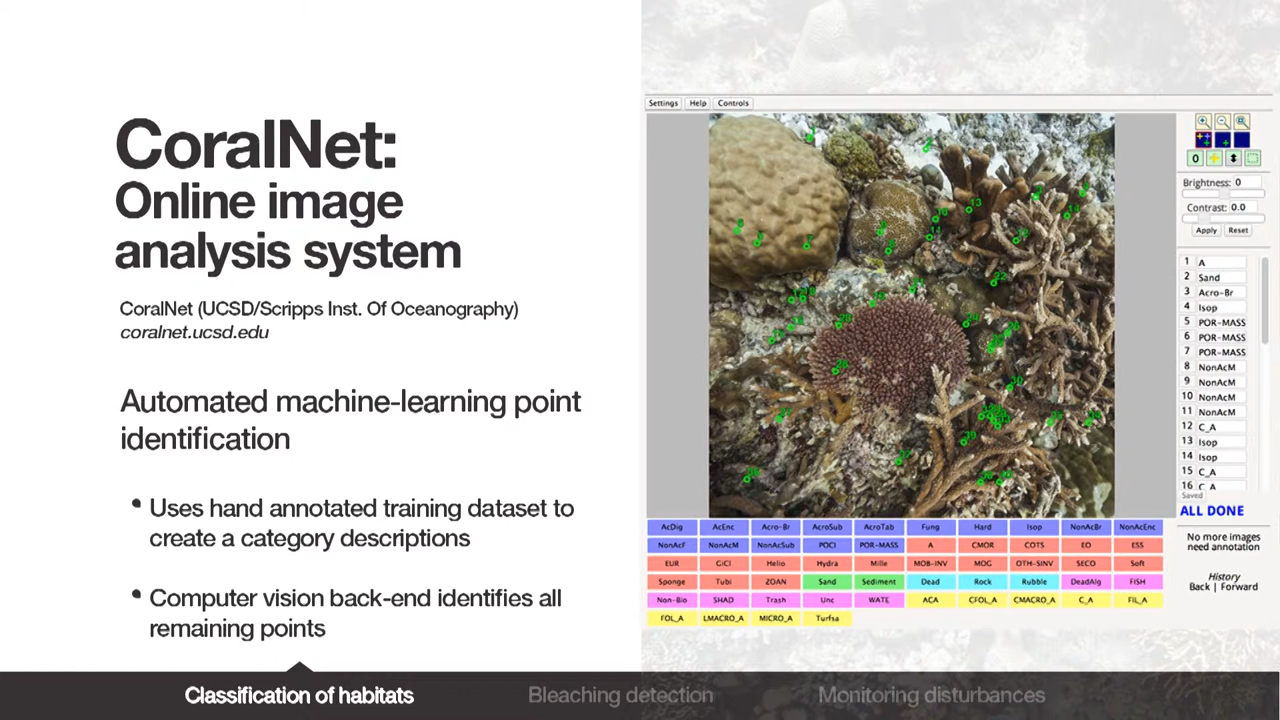 CoralNet:
Online image
analysis system
CoralNet (UCSD/Scripps Inst. Of Oceanography)
coralnet.ucsd.edu
Automated machine-learning point
identification
• Uses hand annotated training dataset to
create a category descriptions
• Computer vision back-end identifies all
remaining points
Settings Help Controls
Brightness: 0
Contrast: 0.0
Apply Reset
1 A
2 Sand
3 Acro-Br
4 Isop
5 POR-MASS
6 POR-MASS
7 POR-MASS
8 NonAcM
9 NonAcM
10 NonAcM
11 NonAcM
12 C_A
13 Isop
14 Isop
15 C_A
16 C_A
Saved
ALL DONE
No more images
need annotation
History
Back | Forward
AcDig AcEnc Acro-Br AcroSub AcroTab Fung Hard Isop NonAcBr NonAcEnc
NonAcF NonAcM NonAcSub POCI POR-MASS A CMOR COTS EO ESS
EUR GiCl Helio Hydra Mille MOB-INV MOG OTH-SINV SECO Soft
Sponge Tubi ZOAN Sand Sediment Dead Rock Rubble DeadAlg FISH
Non-Bio SHAD Trash Unc WATE ACA CFOL_A CMACRO_A C_A FIL_A
FOL_A LMACRO_A MICRO_A Turfsa
Classification of habitats Bleaching detection Monitoring disturbances